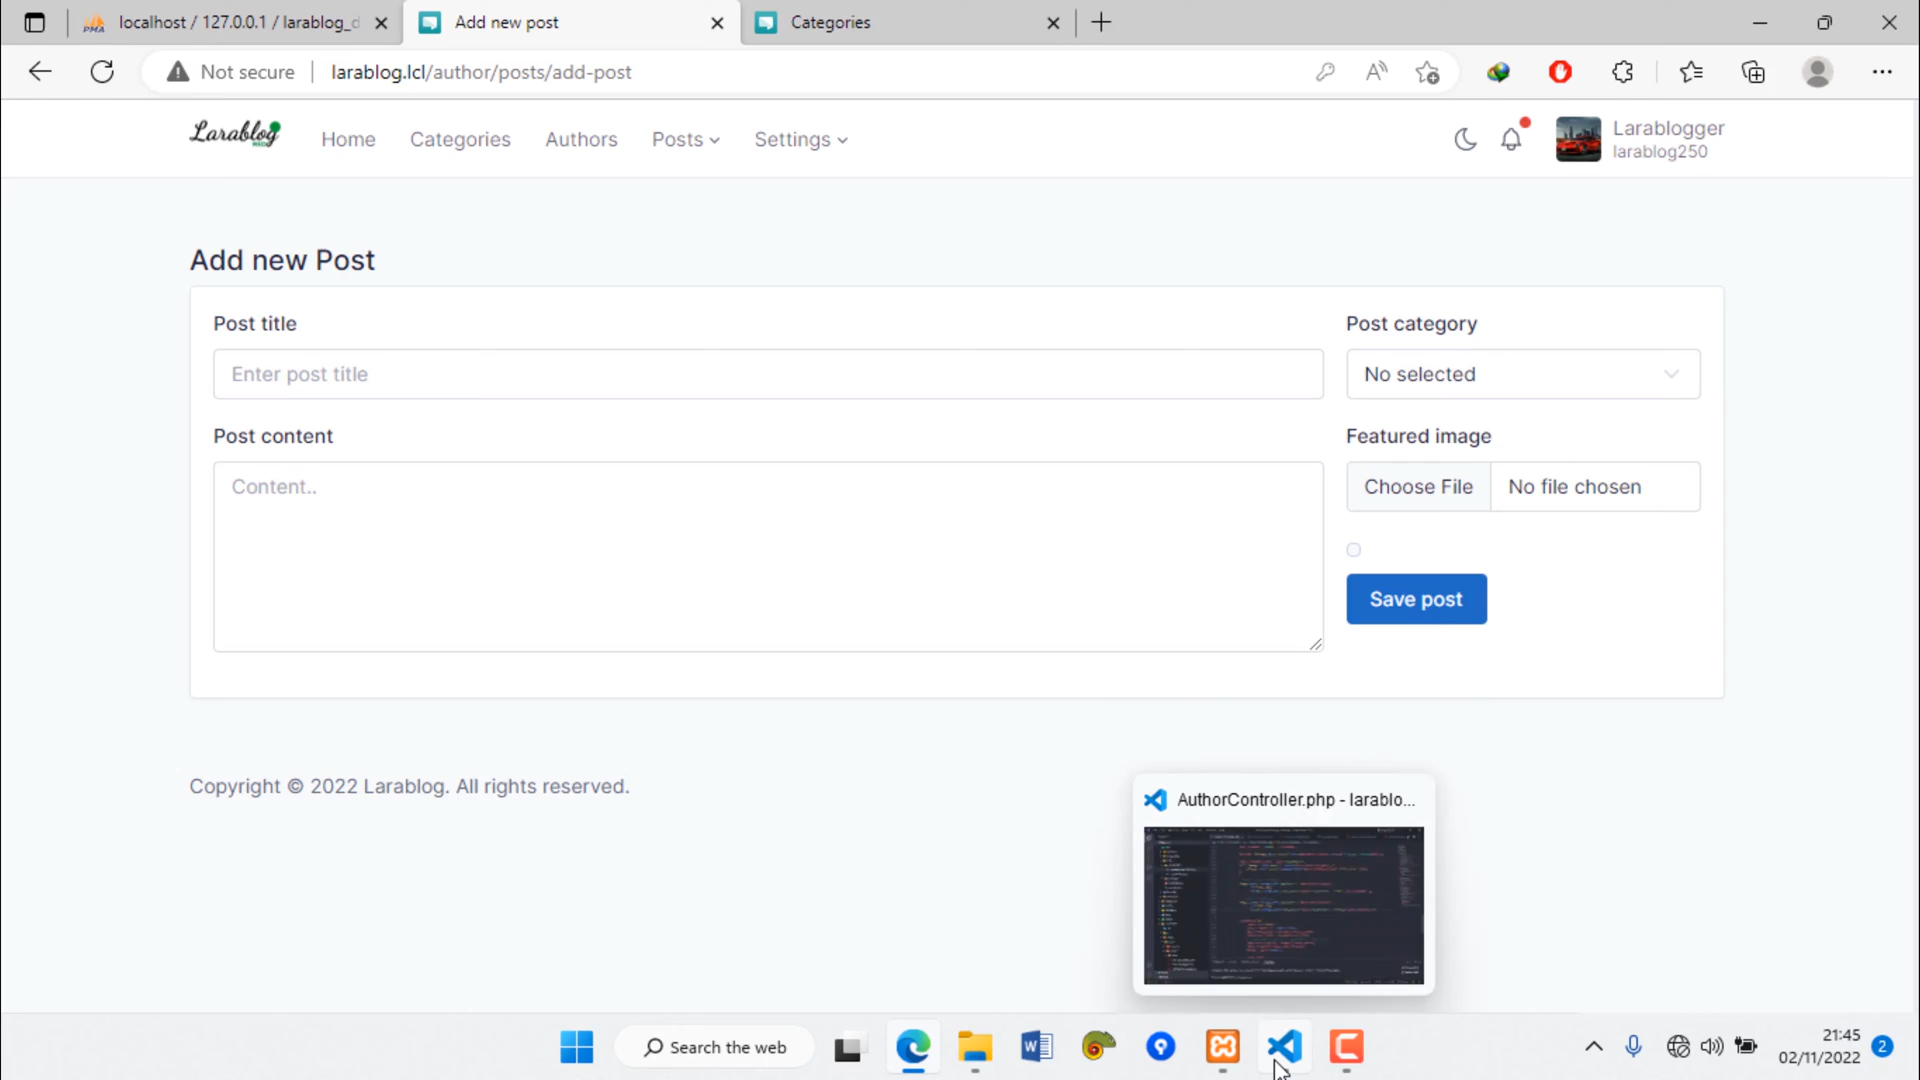 localhost / 127.0.0.1 / larablog_d
Add new post
Categories
Not secure
larablog.lcl/author/posts/add-post
Larablog
Home
Categories
Authors
Posts
Settings
Larablogger
larablog250
Add new Post
Post title
Post category
Enter post title
No selected
Post content
Featured image
Content..
Choose File
No file chosen
Save post
Copyright © 2022 Larablog. All rights reserved.
AuthorController.php - larablo...
Search the web
21:45
02/11/2022
2